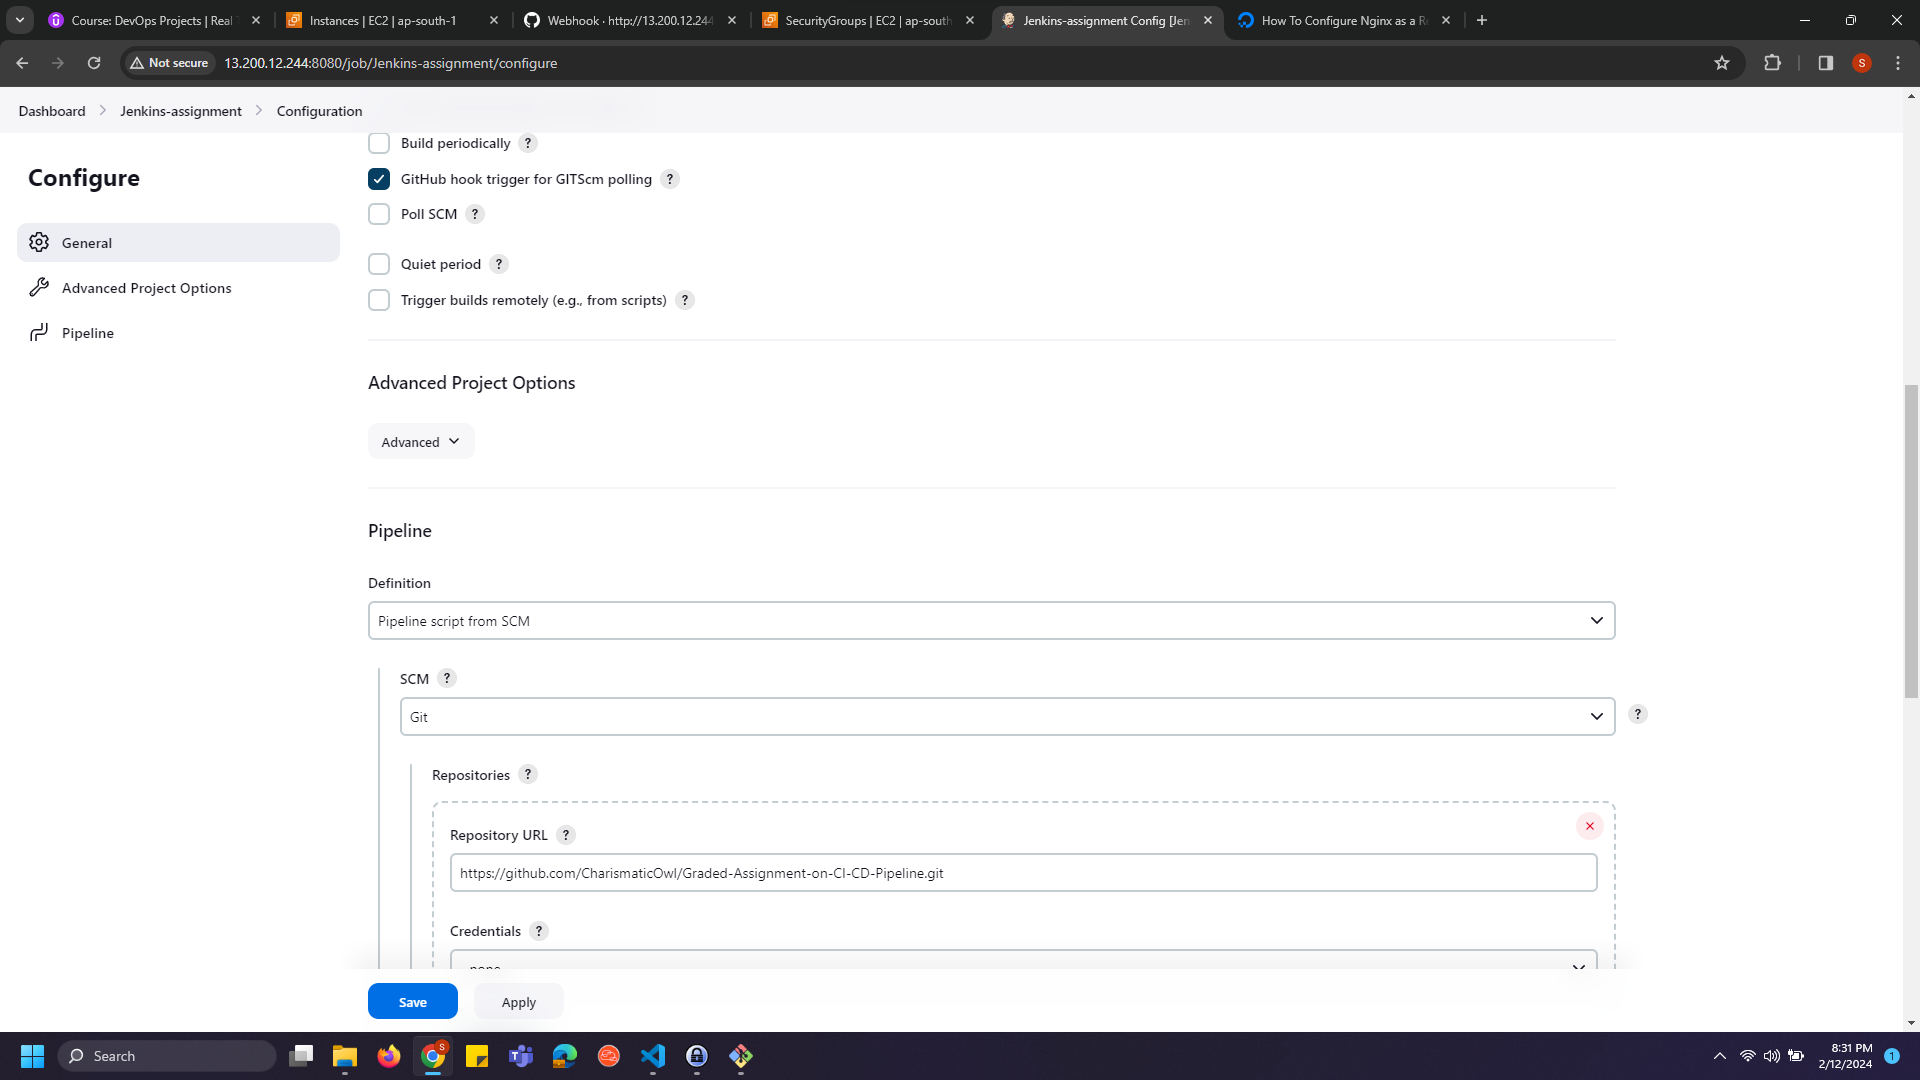 Course: DevOps Projects | Real
Instances | EC2 | ap-south-1
Webhook · http://13.200.12.244
SecurityGroups | EC2 | ap-south
Jenkins-assignment Config [Jen
How To Configure Nginx as a Re
Not secure
13.200.12.244:8080/job/Jenkins-assignment/configure
S
Dashboard
Jenkins-assignment
Configuration
Configure
General
Advanced Project Options
Pipeline
Build periodically ?
GitHub hook trigger for GITScm polling ?
Poll SCM ?
Quiet period ?
Trigger builds remotely (e.g., from scripts) ?
Advanced Project Options
Advanced
Pipeline
Definition
Pipeline script from SCM
SCM ?
Git
?
Repositories ?
Repository URL ?
https://github.com/CharismaticOwl/Graded-Assignment-on-CI-CD-Pipeline.git
Credentials ?
Save
Apply
Search
S
8:31 PM
2/12/2024
1